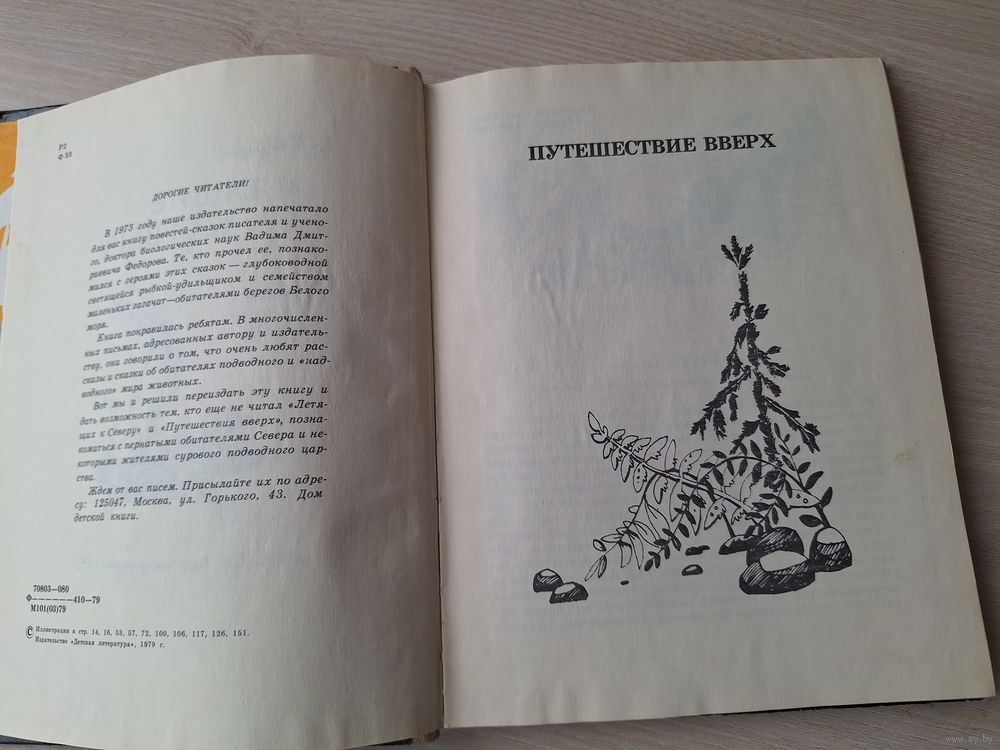 Р2
Ф 33
ДОРОГИЕ ЧИТАТЕЛИ!
В 1973 году наше издательство напечатало
для вас книгу повестей-сказок писателя и учено-
го, доктора биологических наук Вадима Дмит-
риевича Федорова. Те, кто прочел ее, познако-
мился с героями этих сказок — глубоководной
светящейся рыбкой-удильщиком и семейством
маленьких гагачат—обитателями берегов Белого
моря.
Книга понравилась ребятам. В многочислен-
ных письмах, адресованных автору и издатель-
ству, они говорили о том, что очень любят рас-
сказы и сказки об обитателях подводного и «над-
водного» мира животных.
Вот мы и решили переиздать эту книгу и
дать возможность тем, кто еще не читал «Летя-
щих к Северу» и «Путешествия вверх», позна-
комиться с пернатыми обитателями Севера и не-
которыми жителями сурового подводного цар-
ства.
Ждем от вас писем. Присылайте их по адре-
су: 125047, Москва, ул. Горького, 43. Дом
детской книги.
70803—080
Ф—————410—79
М101(03)79
© Иллюстрации к стр. 14, 16, 53, 57, 72, 100, 106, 117, 126, 151.
Издательство «Детская литература», 1979 г.
ПУТЕШЕСТВИЕ ВВЕРХ
www.ay.by